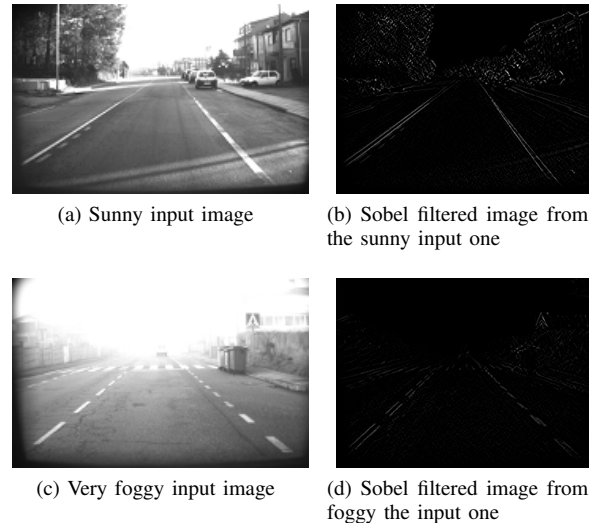 (a) Sunny input image
(b) Sobel filtered image from
the sunny input one
(c) Very foggy input image
(d) Sobel filtered image from
foggy the input one